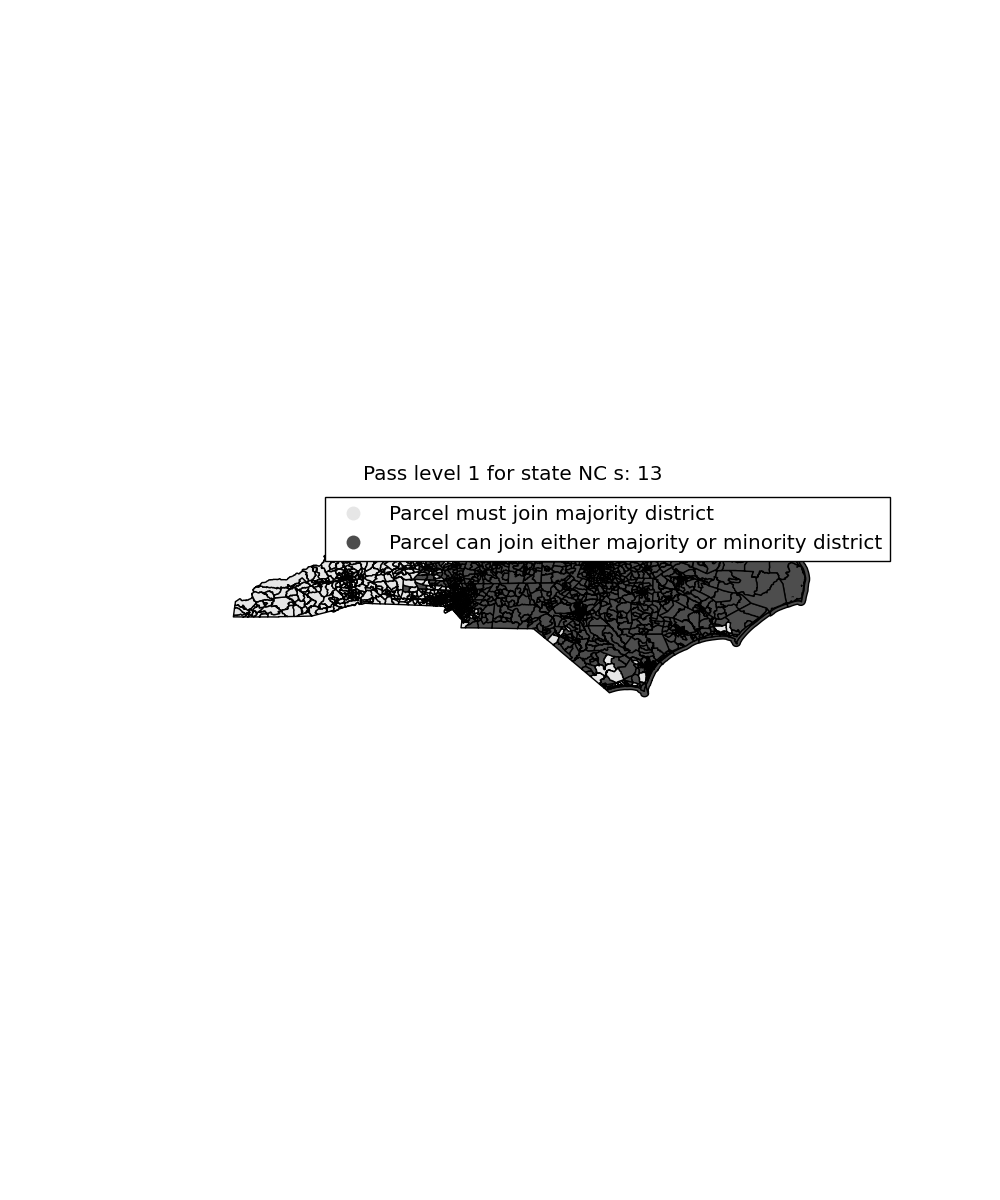 Pass level 1 for state NC s: 13
Parcel must join majority district
Parcel can join either majority or minority district